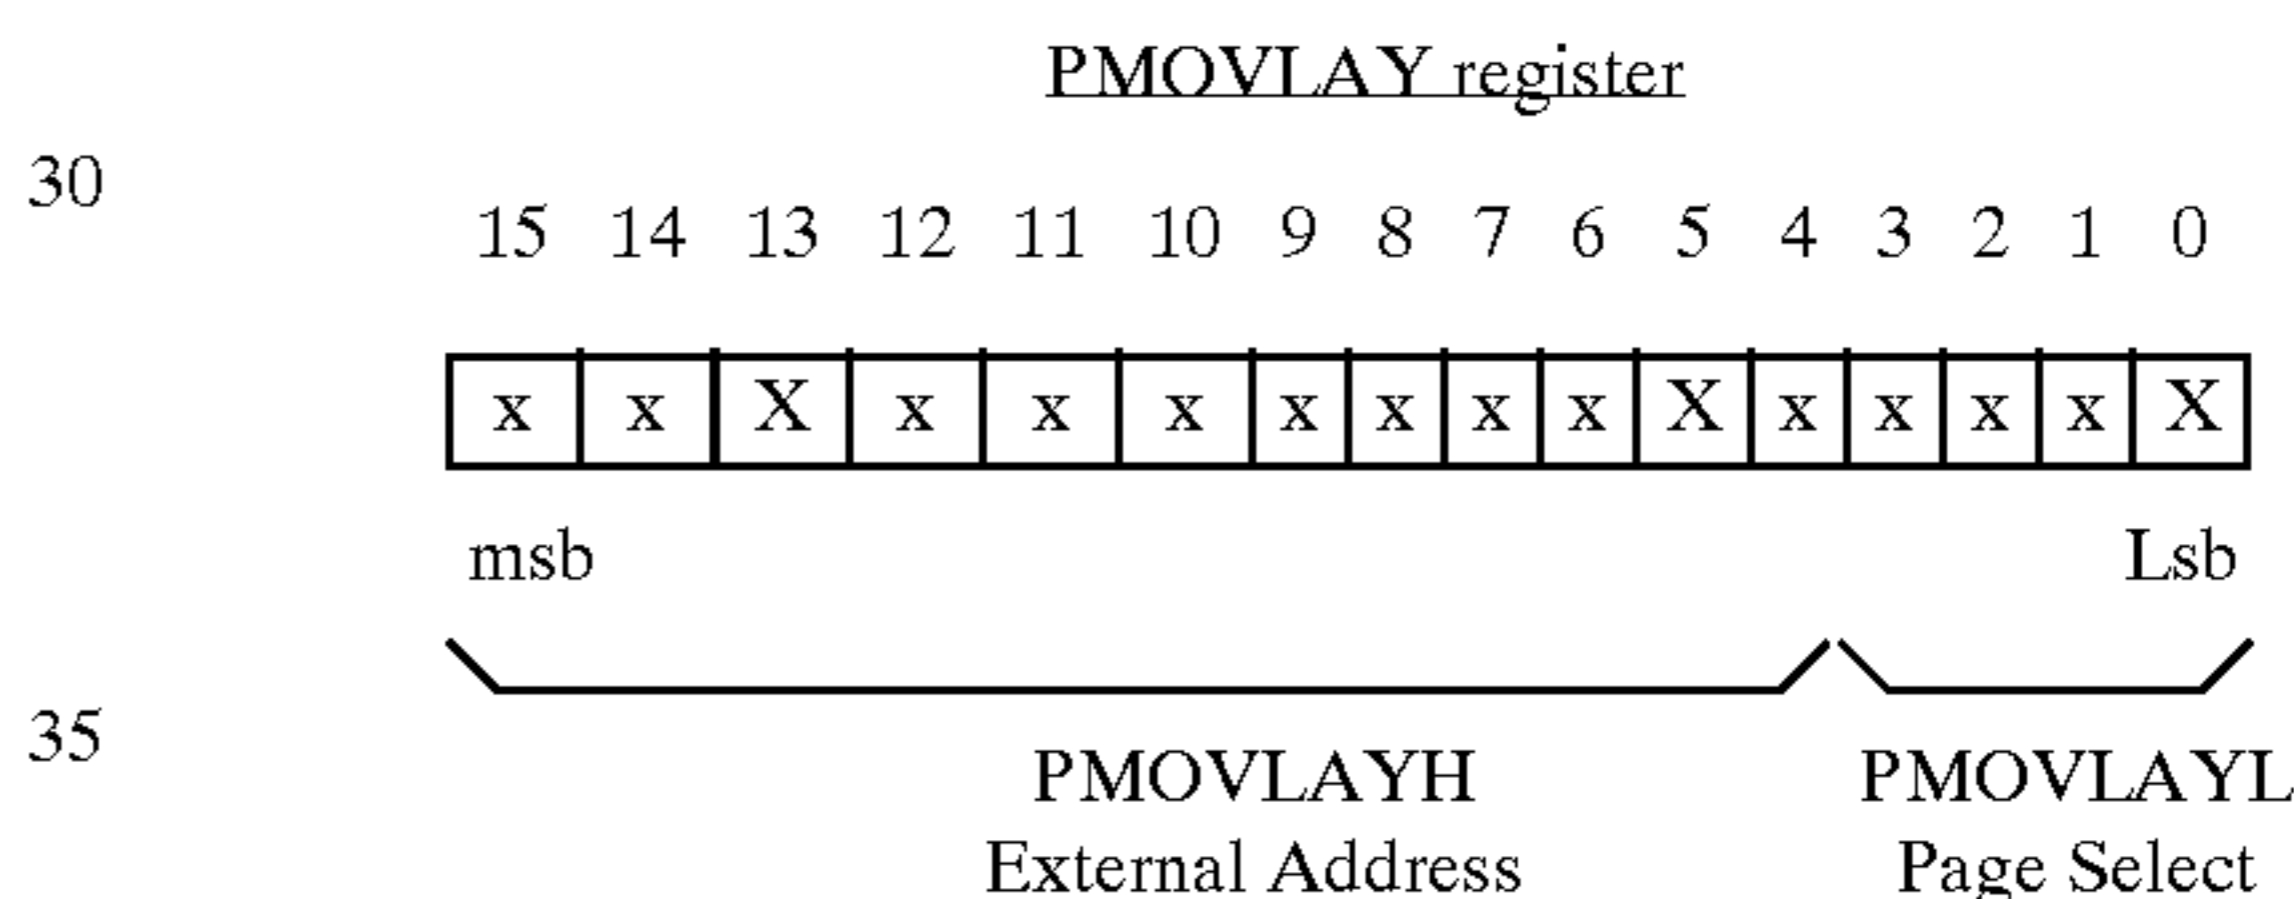 PMOVLAY register
30
15 14 13 12 11 10 9 8 7 6 5 4 3 2 1 0
x x X x x x x x x x X x x x x X
msb Lsb
35
PMOVLAYH PMOVLAYL
External Address Page Select